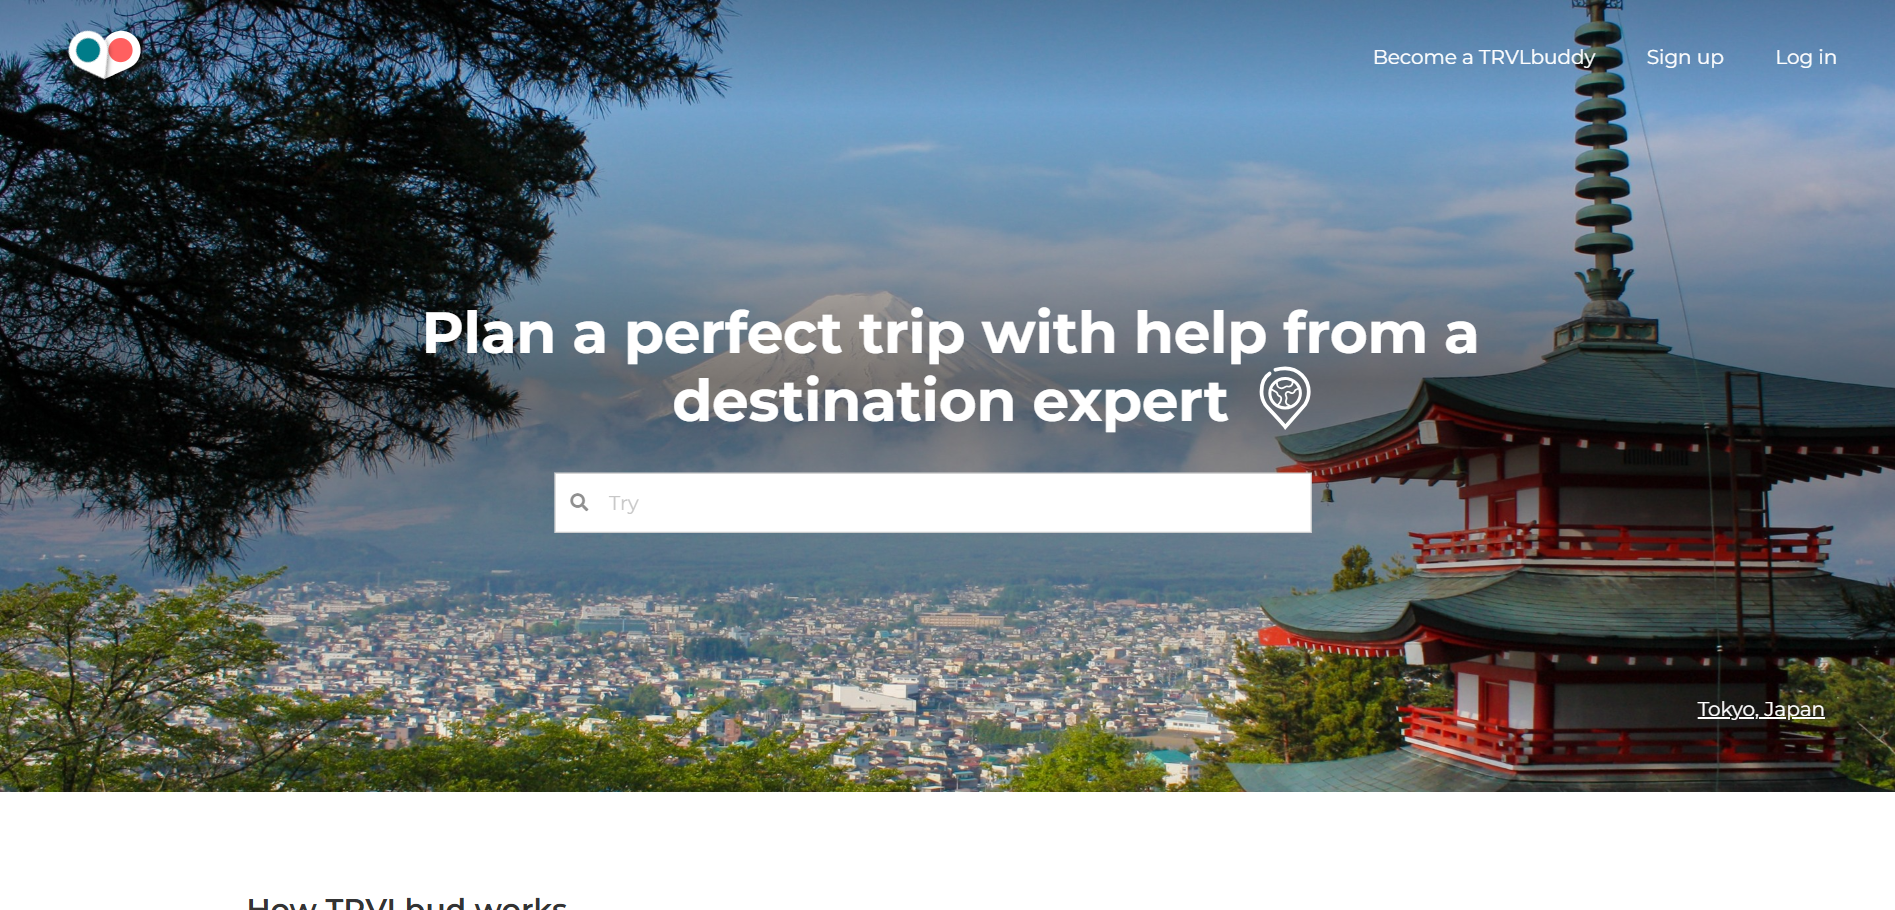 Become a TRVLbuddy
Sign up
Log in
Plan a perfect trip with help from a
destination expert
Try
Tokyo, Japan
How TRVLbud works